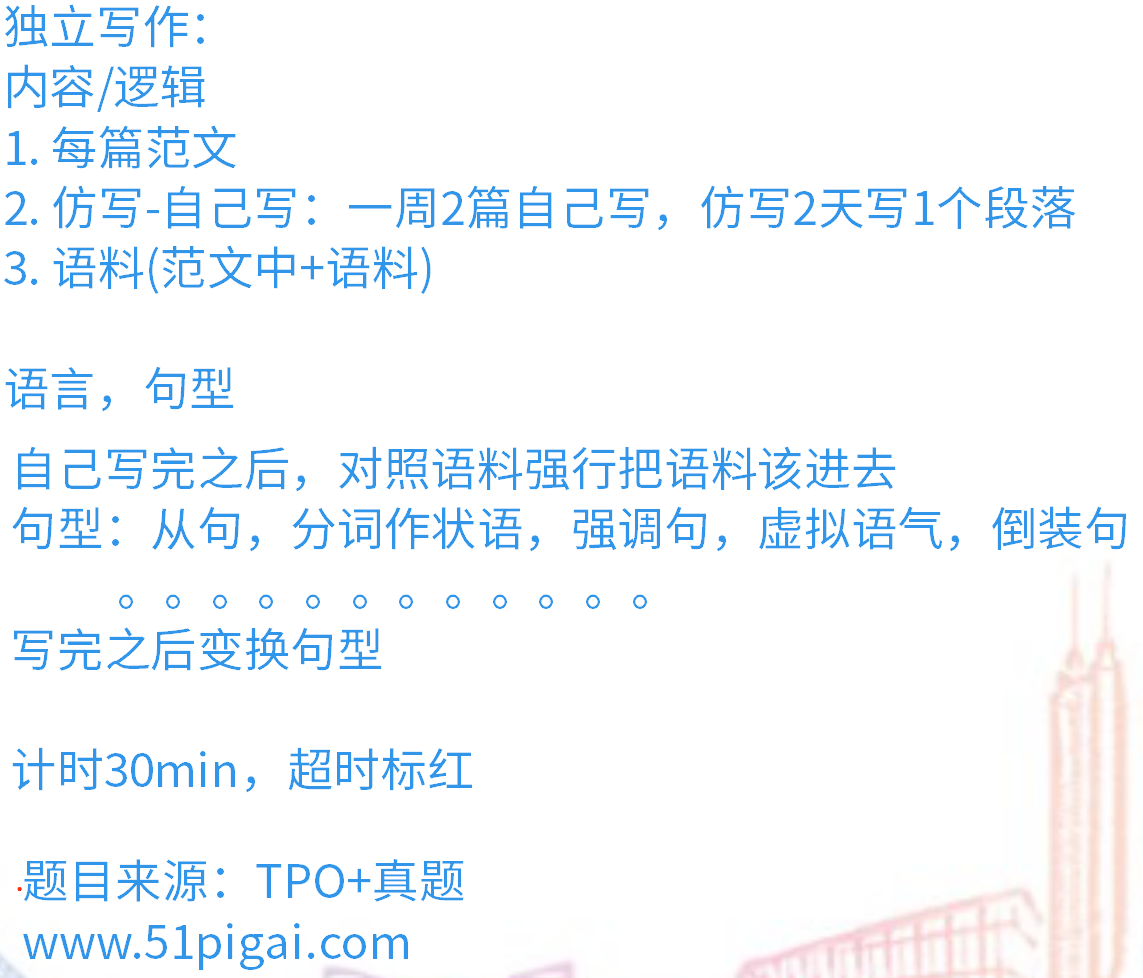 独立写作：
内容/逻辑
1. 每篇范文
2. 仿写-自己写：一周2篇自己写，仿写2天写1个段落
3. 语料(范文中+语料)
语言，句型
自己写完之后，对照语料强行把语料该进去
句型：从句，分词作状语，强调句，虚拟语气，倒装句
。。。。。。。。。。。。
写完之后变换句型
计时30min，超时标红
题目来源：TPO+真题
www.51pigai.com